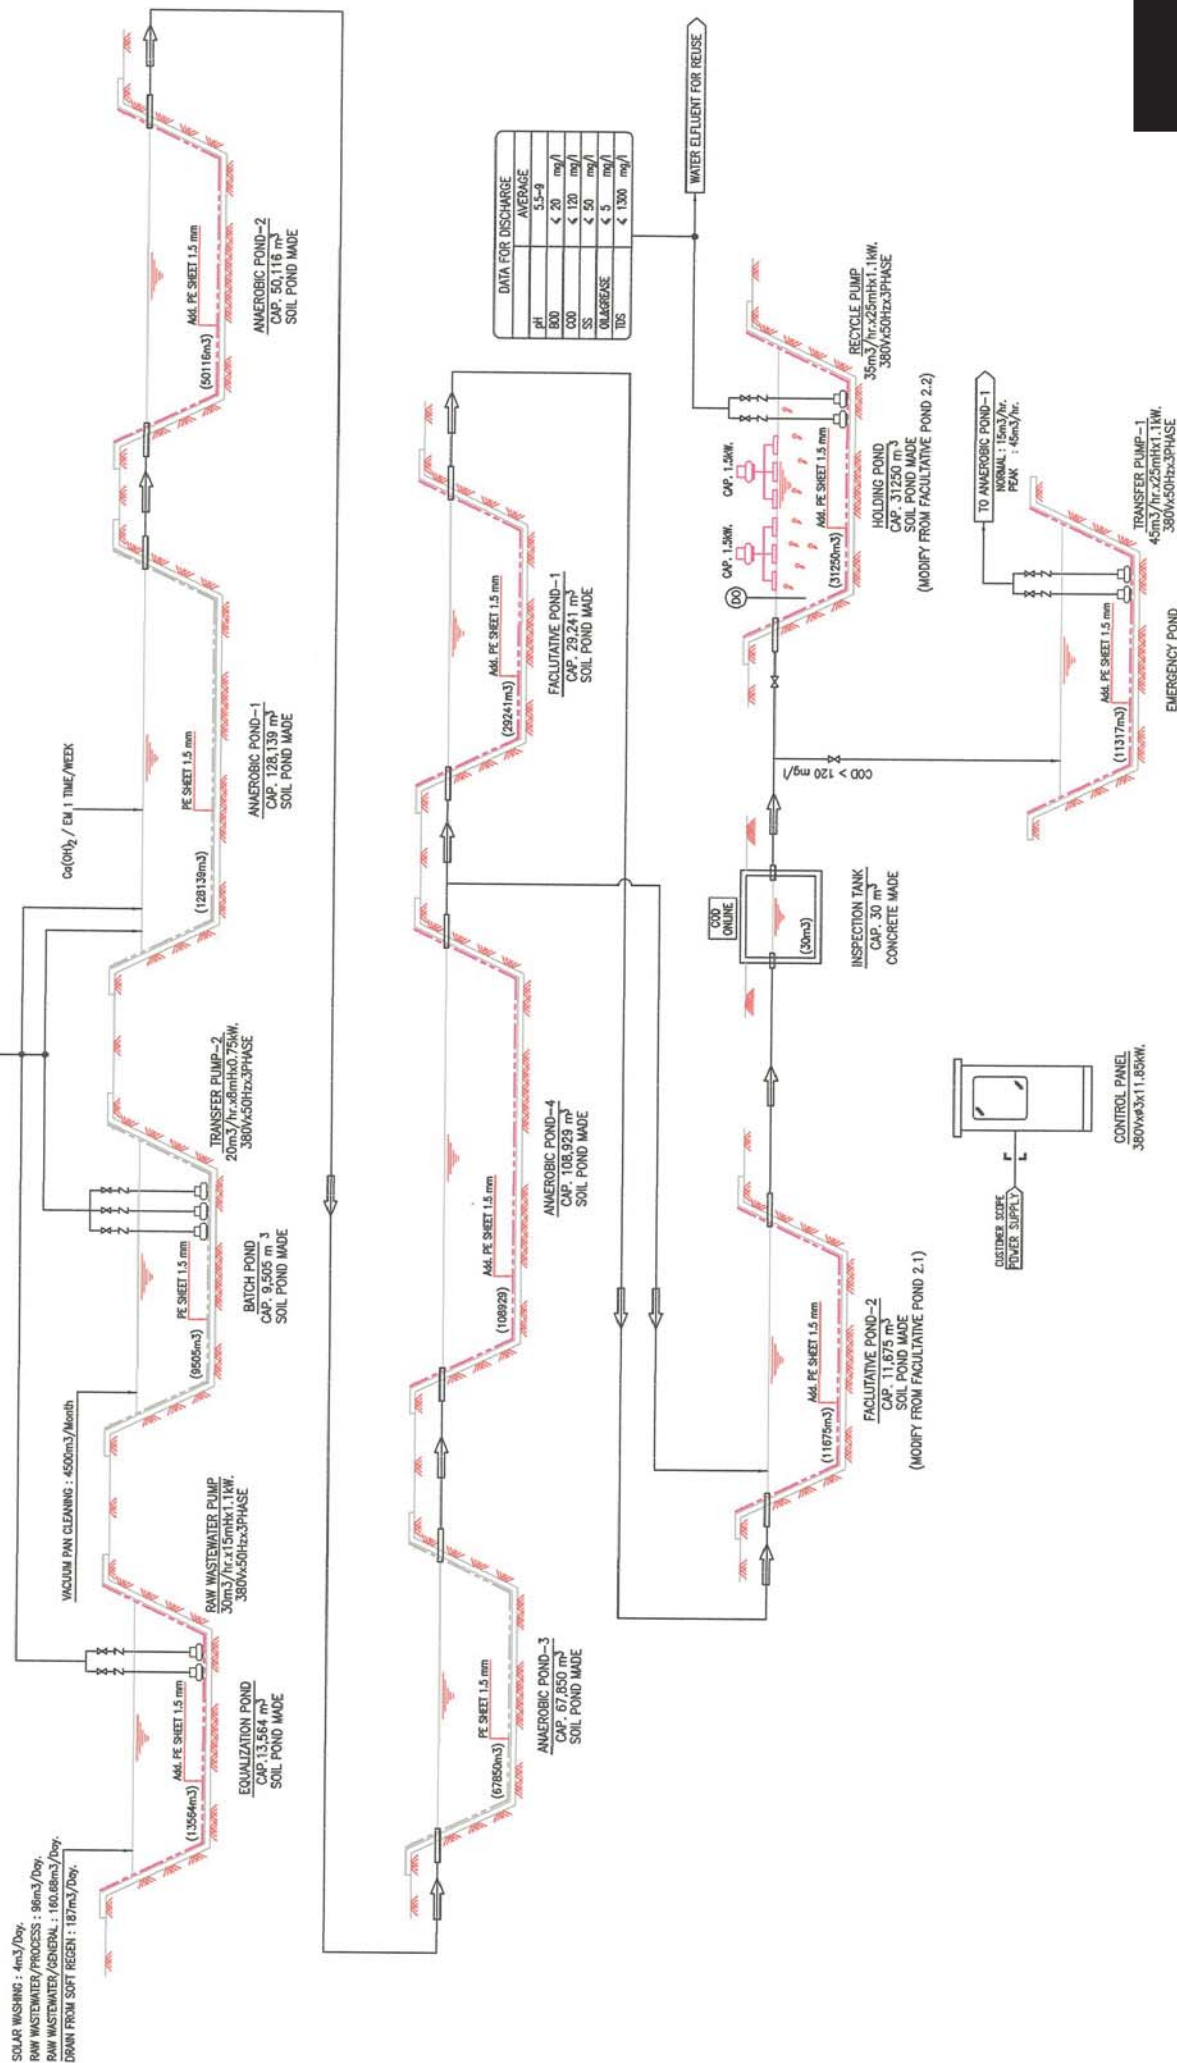 SOLAR WASHING : 4m3/Day.
RAW WASTEWATER/PROCESS : 96m3/Day.
RAW WASTEWATER/GENERAL : 160.68m3/Day.
DRAIN FROM SOFT REGEN : 187m3/Day.
(13564m3)
Add. PE SHEET 1.5 mm
EQUALIZATION POND
CAP.13,564 m3
SOIL POND MADE
RAW WASTEWATER PUMP
30m3/hr.x15mHx1.1kW.
380Vx50Hzx3PHASE
VACUUM PAN CLEANING : 4500m3/Month
(9505m3)
PE SHEET 1.5 mm
BATCH POND
CAP. 9,505 m 3
SOIL POND MADE
TRANSFER PUMP-2
20m3/hr.x8mHx0.75kW.
380Vx50Hzx3PHASE
Ca(OH)2 / EM 1 TIME/WEEK
(128139m3)
PE SHEET 1.5 mm
ANAEROBIC POND-1
CAP. 128,139 m3
SOIL POND MADE
(50116m3)
Add. PE SHEET 1.5 mm
ANAEROBIC POND-2
CAP. 50,116 m3
SOIL POND MADE
(67850m3)
PE SHEET 1.5 mm
ANAEROBIC POND-3
CAP. 67,850 m3
SOIL POND MADE
(108929)
Add. PE SHEET 1.5 mm
ANAEROBIC POND-4
CAP. 108,929 m3
SOIL POND MADE
(29241m3)
Add. PE SHEET 1.5 mm
FACLUTATIVE POND-1
CAP. 29,241 m3
SOIL POND MADE
DATA FOR DISCHARGE
AVERAGE
pH 5.5-9
BOD ≤ 20 mg/l
COD ≤ 120 mg/l
SS ≤ 50 mg/l
OIL&GREASE ≤ 5 mg/l
TDS ≤ 1300 mg/l
WATER ELFLUENT FOR REUSE
(11675m3)
Add. PE SHEET 1.5 mm
FACLUTATIVE POND-2
CAP. 11,675 m3
SOIL POND MADE
(MODIFY FROM FACULTATIVE POND 2.1)
COD
ONLINE
(30m3)
INSPECTION TANK
CAP. 30 m3
CONCRETE MADE
COD > 120 mg/l
DO
CAP. 1.5kW.
CAP. 1.5kW.
(31250m3)
Add. PE SHEET 1.5 mm
HOLDING POND
CAP. 31250 m3
SOIL POND MADE
(MODIFY FROM FACULTATIVE POND 2.2)
RECYCLE PUMP
35m3/hr.x25mHx1.1kW.
380Vx50Hzx3PHASE
TO ANAEROBIC POND-1
NORMAL : 15m3/hr.
PEAK : 45m3/hr.
(11317m3)
Add. PE SHEET 1.5 mm
EMERGENCY POND
TRANSFER PUMP-1
45m3/hr.x25mHx1.1kW.
380Vx50Hzx3PHASE
CUSTOMER SCOPE
POWER SUPPLY
CONTROL PANEL
380Vxø3x11.85kW.